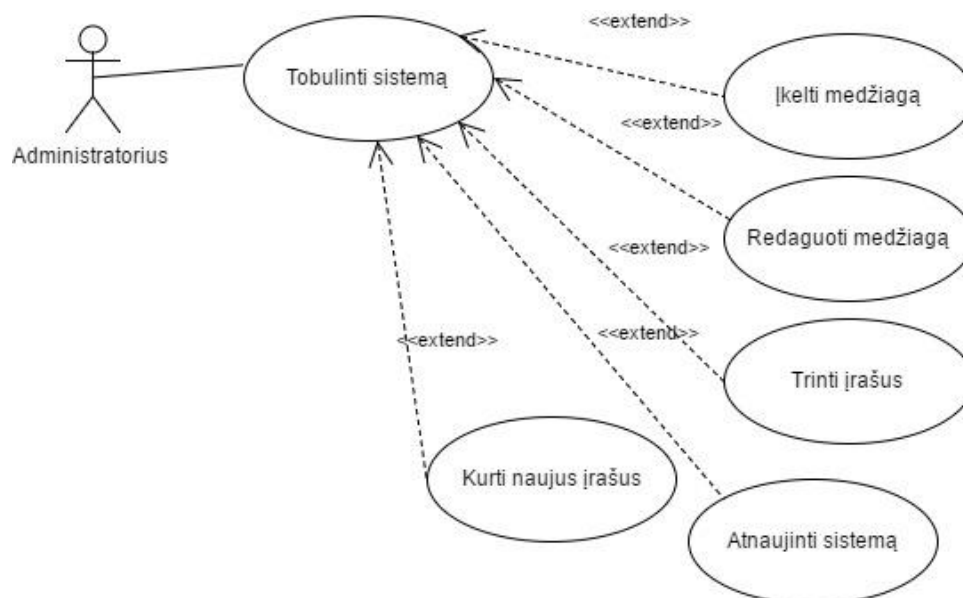 <<extend>>
Tobulinti sistemą
Įkelti medžiagą
<<extend>>
Administratorius
Redaguoti medžiagą
<<extend>>
<<extend>>
<<extend>>
Trinti įrašus
Kurti naujus įrašus
Atnaujinti sistemą